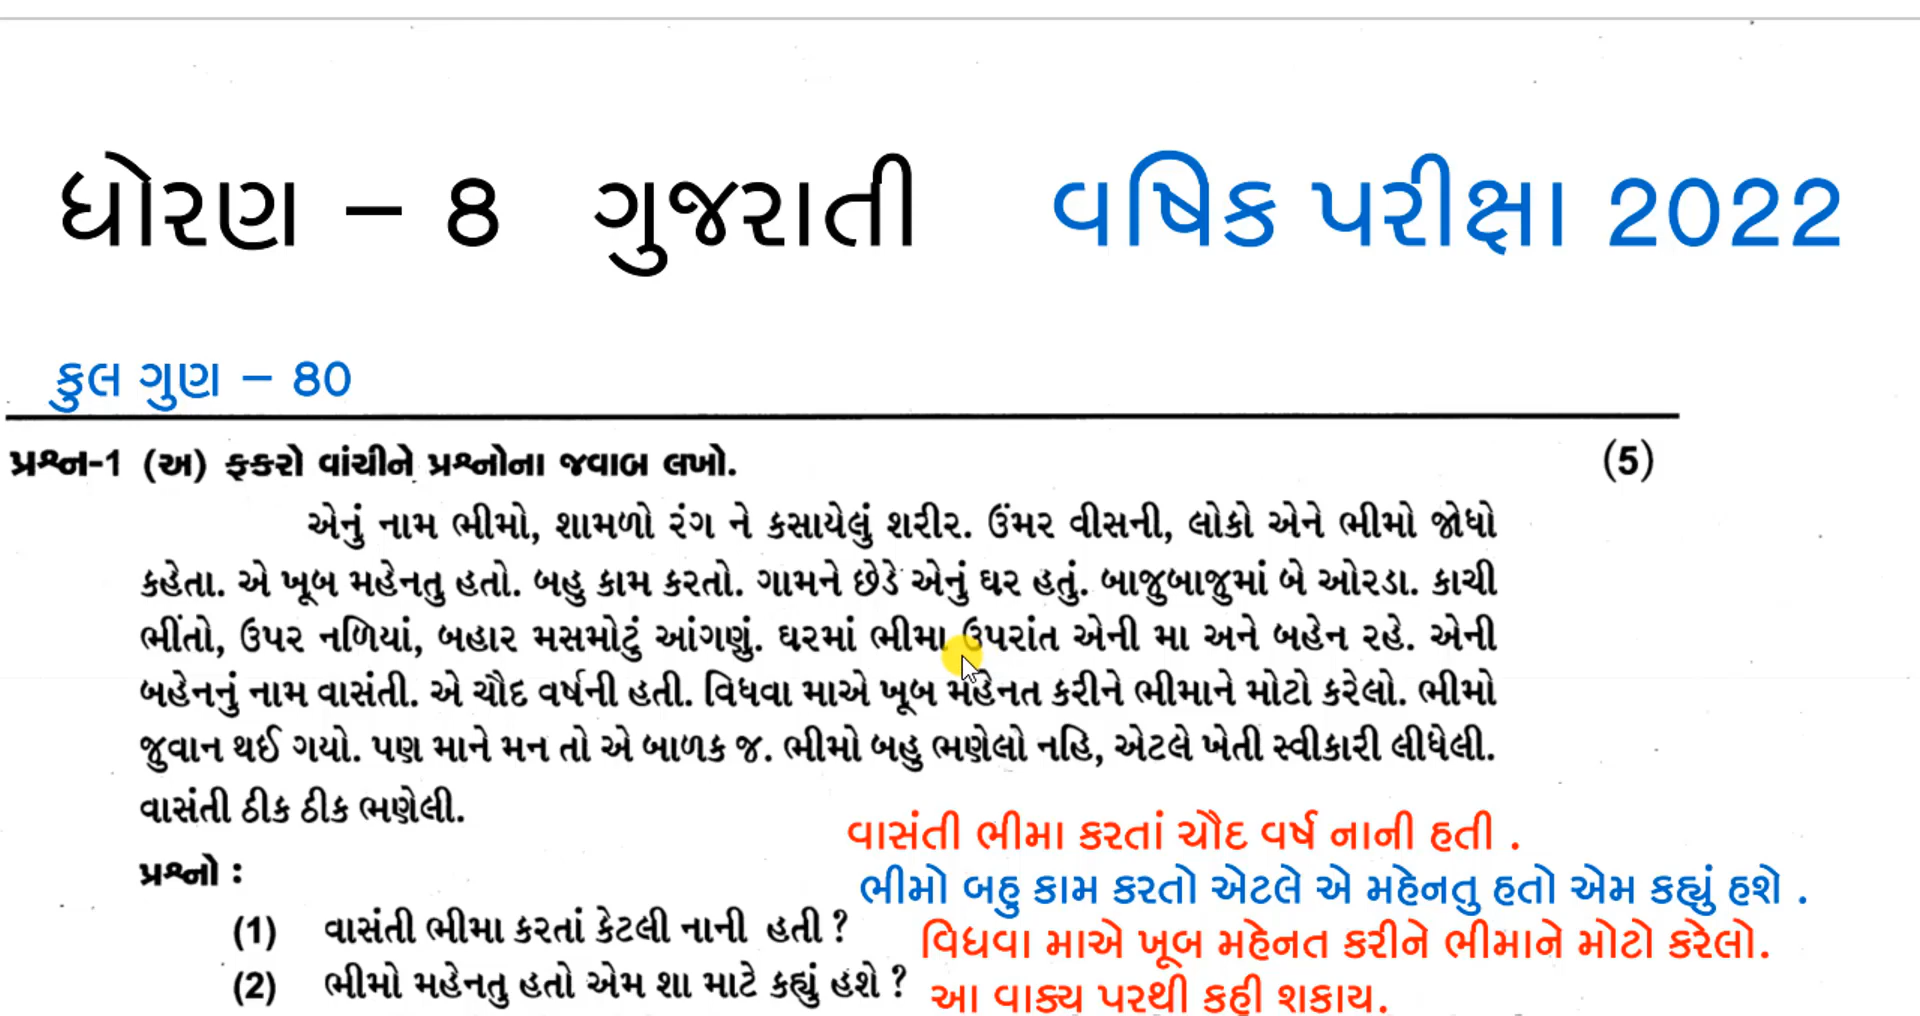 ધોરણ – 8 ગુજરાતી વર્ષિક પરીક્ષા 2022
કુલ ગુણ – 80
પ્રશ્ન-1 (અ) ફકરો વાંચીને પ્રશ્નોના જવાબ લખો. (5)
એનું નામ ભીમો, શામળો રંગ ને કસાયેલું શરીર. ઉંમર વીસની, લોકો એને ભીમો જોધો
કહેતા. એ ખૂબ મહેનતુ હતો. બહુ કામ કરતો. ગામને છેડે એનું ઘર હતું. બાજુબાજુમાં બે ઓરડા. કાચી
ભીંતો, ઉપર નળિયાં, બહાર મસમોટું આંગણું. ઘરમાં ભીમા ઉપરાંત એની મા અને બહેન રહે. એની
બહેનનું નામ વાસંતી. એ ચૌદ વર્ષની હતી. વિધવા માએ ખૂબ મહેનત કરીને ભીમાને મોટો કરેલો. ભીમો
જુવાન થઈ ગયો. પણ માને મન તો એ બાળક જ. ભીમો બહુ ભણેલો નહિ, એટલે ખેતી સ્વીકારી લીધેલી.
વાસંતી ઠીક ઠીક ભણેલી.
વાસંતી ભીમા કરતાં ચૌદ વર્ષ નાની હતી .
પ્રશ્નો :
ભીમો બહુ કામ કરતો એટલે એ મહેનતુ હતો એમ કહ્યું હશે .
(1) વાસંતી ભીમા કરતાં કેટલી નાની હતી ?
વિધવા માએ ખૂબ મહેનત કરીને ભીમાને મોટો કરેલો.
(2) ભીમો મહેનતુ હતો એમ શા માટે કહ્યું હશે ?
આ વાક્ય પરથી કહી શકાય.